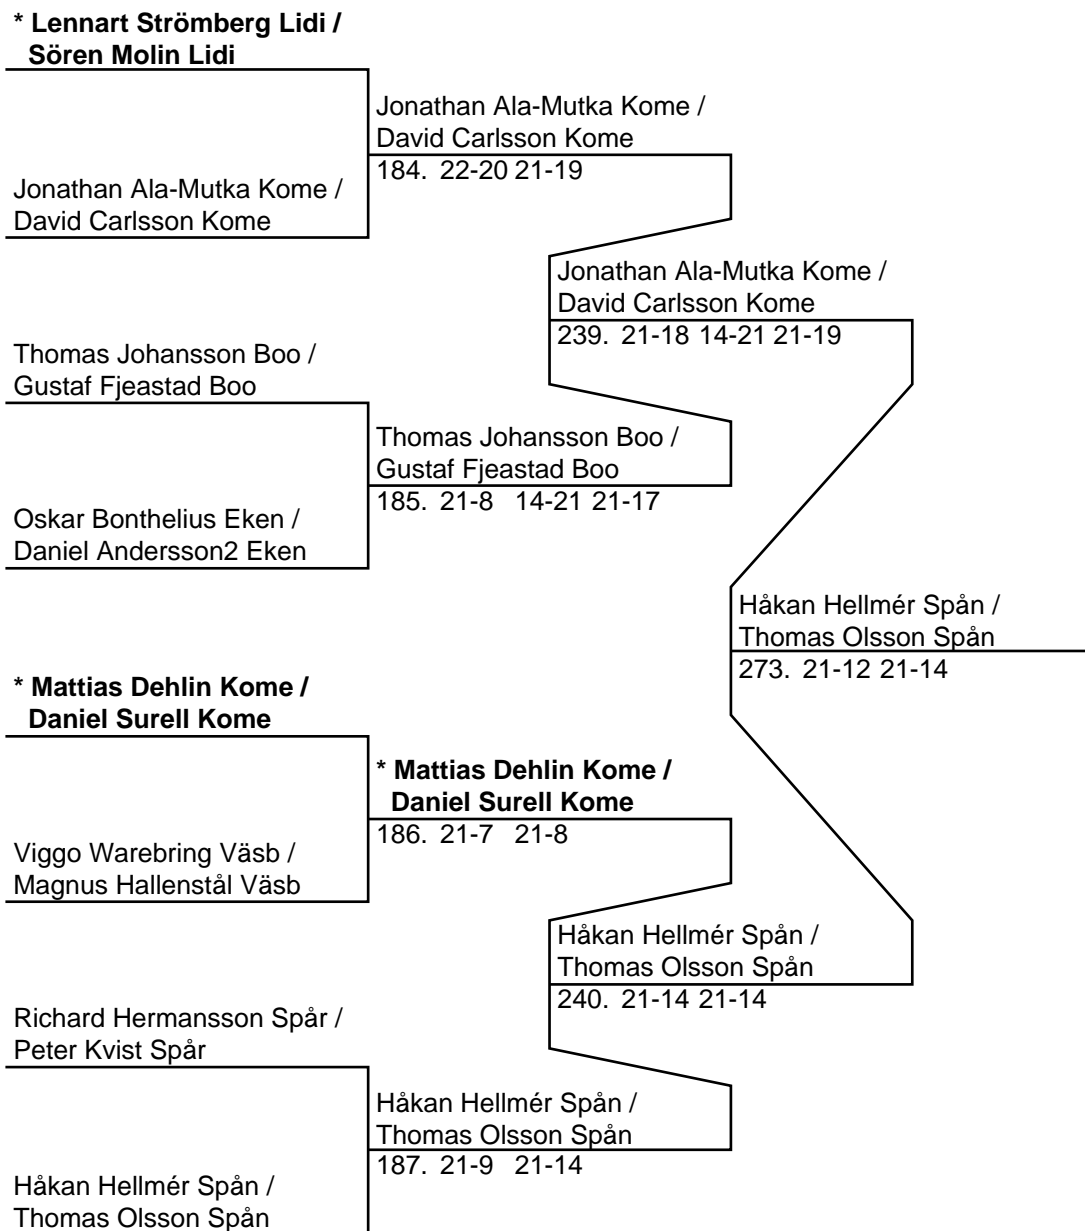 * Lennart Strömberg Lidi /
Sören Molin Lidi
Jonathan Ala-Mutka Kome /
David Carlsson Kome
184. 22-20 21-19
Jonathan Ala-Mutka Kome /
David Carlsson Kome
Jonathan Ala-Mutka Kome /
David Carlsson Kome
239. 21-18 14-21 21-19
Thomas Johansson Boo /
Gustaf Fjeastad Boo
Thomas Johansson Boo /
Gustaf Fjeastad Boo
185. 21-8 14-21 21-17
Oskar Bonthelius Eken /
Daniel Andersson2 Eken
Håkan Hellmér Spån /
Thomas Olsson Spån
273. 21-12 21-14
* Mattias Dehlin Kome /
Daniel Surell Kome
* Mattias Dehlin Kome /
Daniel Surell Kome
186. 21-7 21-8
Viggo Warebring Väsb /
Magnus Hallenstål Väsb
Håkan Hellmér Spån /
Thomas Olsson Spån
240. 21-14 21-14
Richard Hermansson Spår /
Peter Kvist Spår
Håkan Hellmér Spån /
Thomas Olsson Spån
187. 21-9 21-14
Håkan Hellmér Spån /
Thomas Olsson Spån